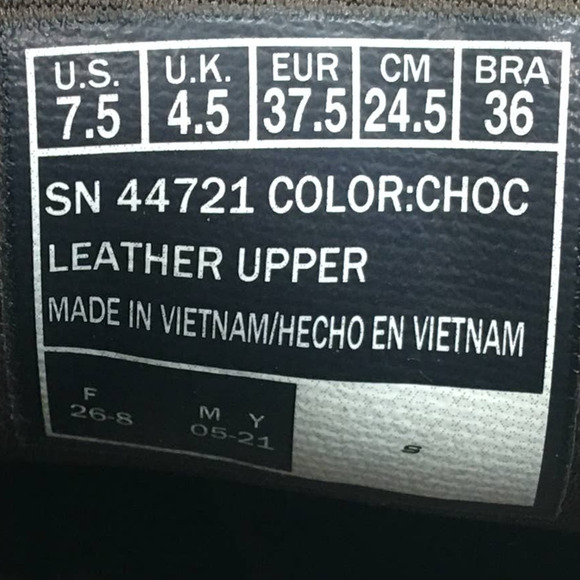 U.S. U.K. EUR CM BRA
7.5 4.5 37.5 24.5 36
SN 44721 COLOR:CHOC
LEATHER UPPER
MADE IN VIETNAM/HECHO EN VIETNAM
F M Y
26-8 05-21
S